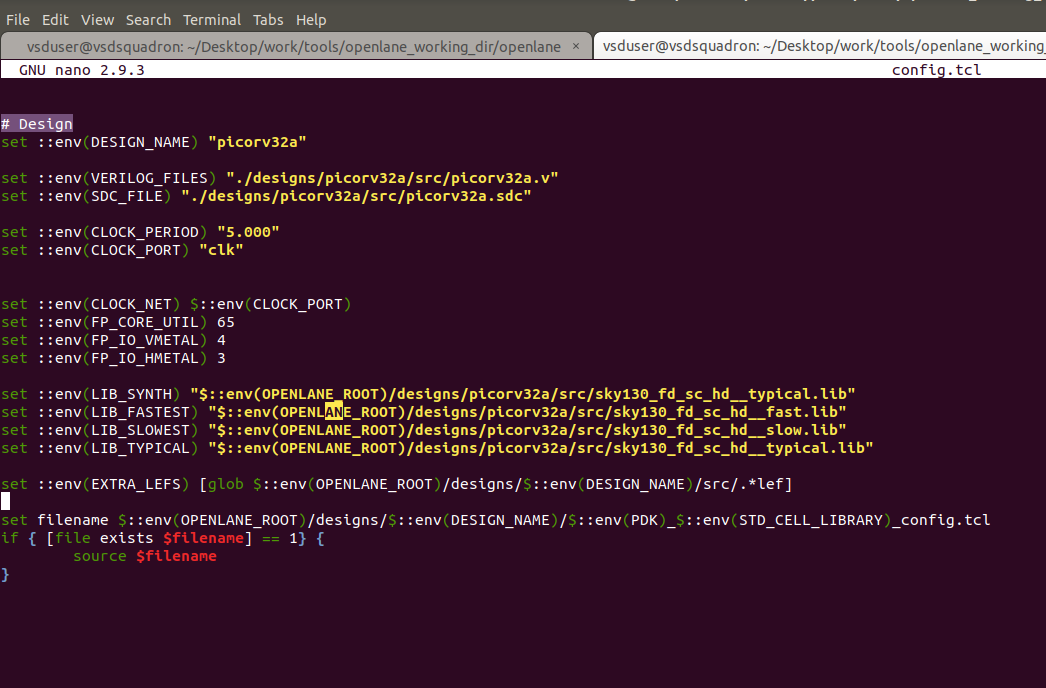 File Edit View Search Terminal Tabs Help
vsduser@vsdsquadron: ~/Desktop/work/tools/openlane_working_dir/openlane ×
vsduser@vsdsquadron: ~/Desktop/work/tools/openlane_working_
GNU nano 2.9.3 config.tcl
# Design
set ::env(DESIGN_NAME) "picorv32a"
set ::env(VERILOG_FILES) "./designs/picorv32a/src/picorv32a.v"
set ::env(SDC_FILE) "./designs/picorv32a/src/picorv32a.sdc"
set ::env(CLOCK_PERIOD) "5.000"
set ::env(CLOCK_PORT) "clk"
set ::env(CLOCK_NET) $::env(CLOCK_PORT)
set ::env(FP_CORE_UTIL) 65
set ::env(FP_IO_VMETAL) 4
set ::env(FP_IO_HMETAL) 3
set ::env(LIB_SYNTH) "$::env(OPENLANE_ROOT)/designs/picorv32a/src/sky130_fd_sc_hd__typical.lib"
set ::env(LIB_FASTEST) "$::env(OPENLANE_ROOT)/designs/picorv32a/src/sky130_fd_sc_hd__fast.lib"
set ::env(LIB_SLOWEST) "$::env(OPENLANE_ROOT)/designs/picorv32a/src/sky130_fd_sc_hd__slow.lib"
set ::env(LIB_TYPICAL) "$::env(OPENLANE_ROOT)/designs/picorv32a/src/sky130_fd_sc_hd__typical.lib"
set ::env(EXTRA_LEFS) [glob $::env(OPENLANE_ROOT)/designs/$::env(DESIGN_NAME)/src/.*lef]
set filename $::env(OPENLANE_ROOT)/designs/$::env(DESIGN_NAME)/$::env(PDK)_$::env(STD_CELL_LIBRARY)_config.tcl
if { [file exists $filename] == 1} {
source $filename
}